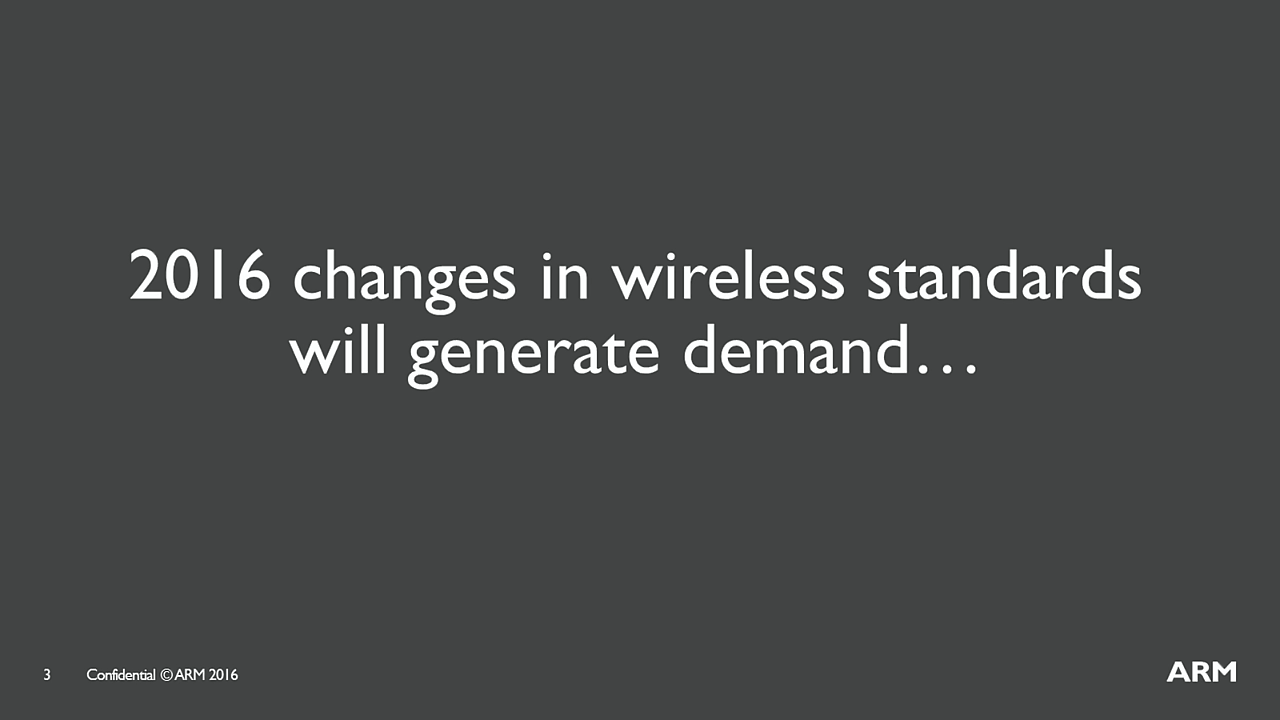 2016 changes in wireless standards
will generate demand…
3 Confidential © ARM 2016
ARM